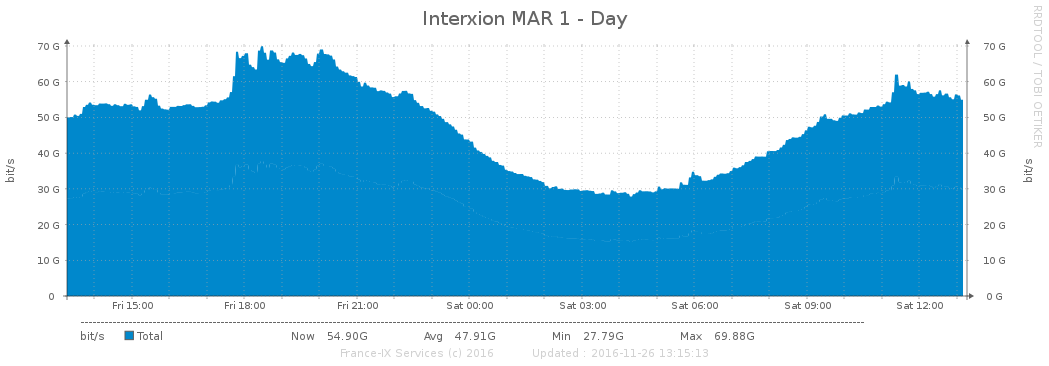 Interxion MAR 1 - Day
RRDTOOL / TOBI OETIKER
bit/s
70 G 70 G
60 G 60 G
50 G 50 G
40 G 40 G
30 G 30 G
20 G 20 G
10 G 10 G
0 0 G
bit/s
Fri 15:00 Fri 18:00 Fri 21:00 Sat 00:00 Sat 03:00 Sat 06:00 Sat 09:00 Sat 12:00
bit/s Total Now 54.90G Avg 47.91G Min 27.79G Max 69.88G
France-IX Services (c) 2016 Updated : 2016-11-26 13:15:13